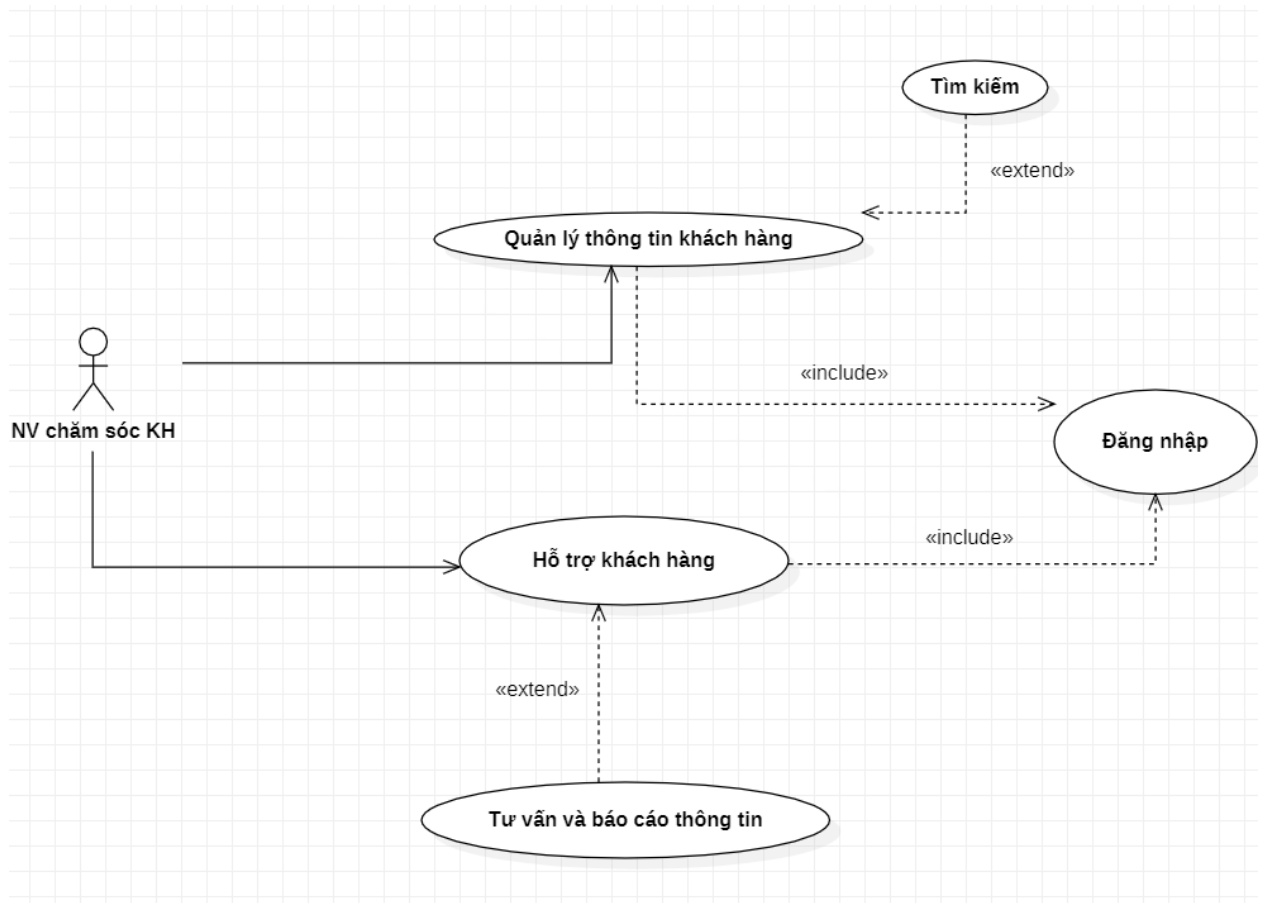 Tìm kiếm
«extend»
Quản lý thông tin khách hàng
«include»
NV chăm sóc KH
Đăng nhập
«include»
Hỗ trợ khách hàng
«extend»
Tư vấn và báo cáo thông tin